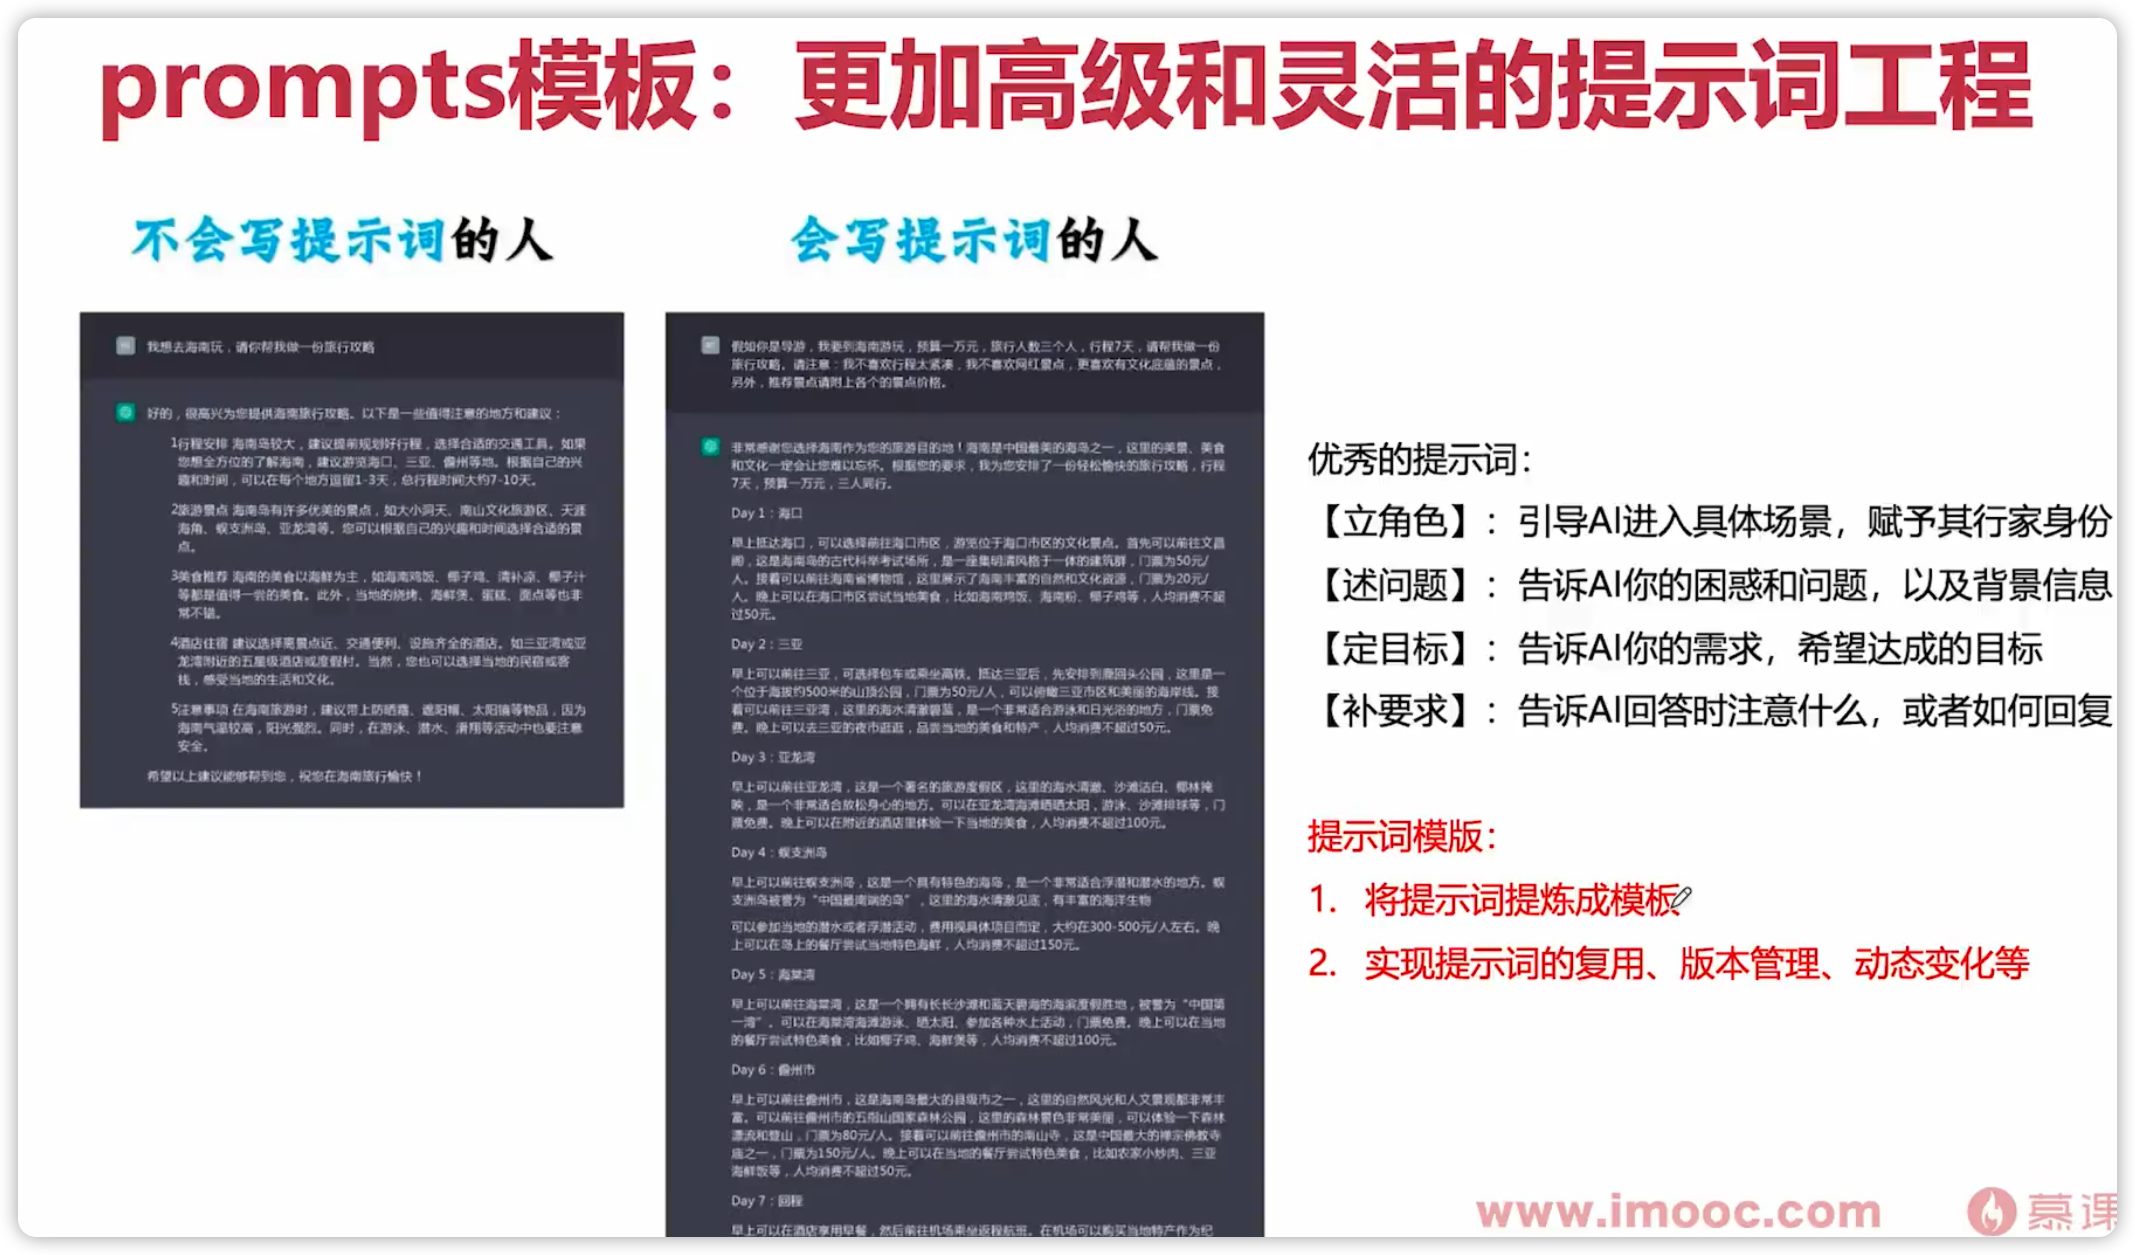 prompts模板：更加高级和灵活的提示词工程
不会写提示词的人
会写提示词的人
我想去海南玩，请你帮我做一份旅行攻略
好的，很高兴为您提供海南旅行攻略。以下是一些值得注意的地方和建议：
1行程安排 海南岛较大，建议提前规划好行程，选择合适的交通工具。如果
您想全方位的了解海南，建议游览海口、三亚、儋州等地。根据自己的兴
趣和时间，可以在每个地方逗留1-3天，总行程时间大约7-10天。
2旅游景点 海南岛有许多优美的景点，如大小洞天、南山文化旅游区、天涯
海角、蜈支洲岛、亚龙湾等。您可以根据自己的兴趣和时间选择合适的景
点。
3美食推荐 海南的美食以海鲜为主，如海南鸡饭、椰子鸡、清补凉、椰子汁
等都是值得一尝的美食。此外，当地的烧烤、海鲜煲、蛋糕、面点等也非
常不错。
4酒店住宿 建议选择离景点近、交通便利、设施齐全的酒店。如三亚湾或亚
龙湾附近的五星级酒店或度假村。当然，您也可以选择当地的民宿或客
栈，感受当地的生活和文化。
5注意事项 在海南旅游时，建议带上防晒霜、遮阳帽、太阳镜等物品，因为
海南气温较高，阳光强烈。同时，在游泳、潜水、滑翔等活动中也要注意
安全。
希望以上建议能够帮到您，祝您在海南旅行愉快！
假如你是导游，我要到海南游玩，预算一万元，旅行人数三个人，行程7天，请帮我做一份
旅行攻略。请注意：我不喜欢行程太紧凑，我不喜欢网红景点，更喜欢有文化底蕴的景点，
另外，推荐景点请附上各个的景点价格。
非常感谢您选择海南作为您的旅游目的地！海南是中国最美的海岛之一，这里的美景、美食
和文化一定会让您难以忘怀。根据您的要求，我为您安排了一份轻松愉快的旅行攻略，行程
7天，预算一万元，三人同行。
Day 1：海口
早上抵达海口，可以选择前往海口市区，游览位于海口市区的文化景点。首先可以前往文昌
阁，这是海南岛的古代科举考试场所，是一座集明清风格于一体的建筑群，门票为50元/
人。接着可以前往海南省博物馆，这里展示了海南丰富的自然和文化资源，门票为20元/
人。晚上可以在海口市区尝试当地美食，比如海南鸡饭、海南粉、椰子鸡等，人均消费不超
过50元。
Day 2：三亚
早上可以前往三亚，可选择包车或乘坐高铁。抵达三亚后，先安排到鹿回头公园，这里是一
个位于海拔约500米的山顶公园，门票为50元/人，可以俯瞰三亚市区和美丽的海岸线。接
着可以前往三亚湾，这里的海水清澈碧蓝，是一个非常适合游泳和日光浴的地方，门票免
费。晚上可以去三亚的夜市逛逛，品尝当地的美食和特产，人均消费不超过50元。
Day 3：亚龙湾
早上可以前往亚龙湾，这是一个著名的旅游度假区，这里的海水清澈、沙滩洁白、椰林掩
映，是一个非常适合放松身心的地方。可以在亚龙湾海滩晒晒太阳，游泳、沙滩排球等，门
票免费。晚上可以在附近的酒店里体验一下当地的美食，人均消费不超过100元。
Day 4：蜈支洲岛
早上可以前往蜈支洲岛，这是一个具有特色的海岛，是一个非常适合浮潜和潜水的地方。蜈
支洲岛被誉为“中国最南端的岛”，这里的海水清澈见底，有丰富的海洋生物
可以参加当地的潜水或者浮潜活动，费用视具体项目而定，大约在300-500元/人左右。晚
上可以在岛上的餐厅尝试当地特色海鲜，人均消费不超过150元。
Day 5：海棠湾
早上可以前往海棠湾，这是一个拥有长长沙滩和蓝天碧海的海滨度假胜地，被誉为“中国第
一湾”。可以在海棠湾海滩游泳、晒太阳、参加各种水上活动，门票免费。晚上可以在当地
的餐厅尝试特色美食，比如椰子鸡、海鲜煲等，人均消费不超过100元。
Day 6：儋州市
早上可以前往儋州市，这是海南岛最大的县级市之一，这里的自然风光和人文景观都非常丰
富。可以前往儋州市的五指山国家森林公园，这里的森林景色非常美丽，可以体验一下森林
漂流和登山，门票为80元/人。接着可以前往儋州市的南山寺，这是中国最大的禅宗佛教寺
庙之一，门票为150元/人。晚上可以在当地的餐厅尝试特色美食，比如农家小炒肉、三亚
海鲜饭等，人均消费不超过50元。
Day 7：回程
早上可以在酒店享用早餐，然后前往机场乘坐返程航班。在机场可以购买当地特产作为纪
优秀的提示词：
【立角色】：引导AI进入具体场景，赋予其行家身份
【述问题】：告诉AI你的困惑和问题，以及背景信息
【定目标】：告诉AI你的需求，希望达成的目标
【补要求】：告诉AI回答时注意什么，或者如何回复
提示词模版：
1. 将提示词提炼成模板
2. 实现提示词的复用、版本管理、动态变化等
www.imooc.com 慕课